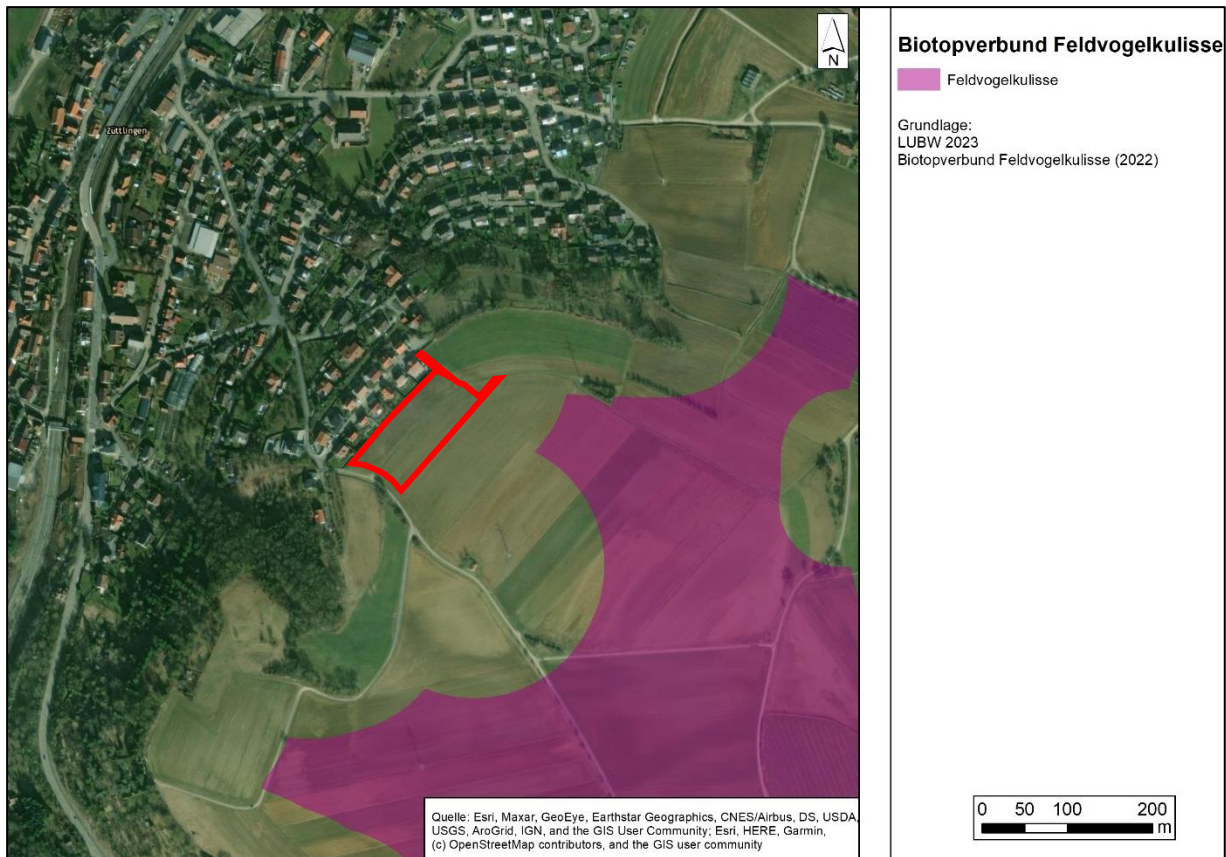 Züttlingen
N
Biotopverbund Feldvogelkulisse
Feldvogelkulisse
Grundlage:
LUBW 2023
Biotopverbund Feldvogelkulisse (2022)
Quelle: Esri, Maxar, GeoEye, Earthstar Geographics, CNES/Airbus, DS, USDA,
USGS, AroGrid, IGN, and the GIS User Community; Esri, HERE, Garmin,
(c) OpenStreetMap contributors, and the GIS user community
0 50 100 200
m